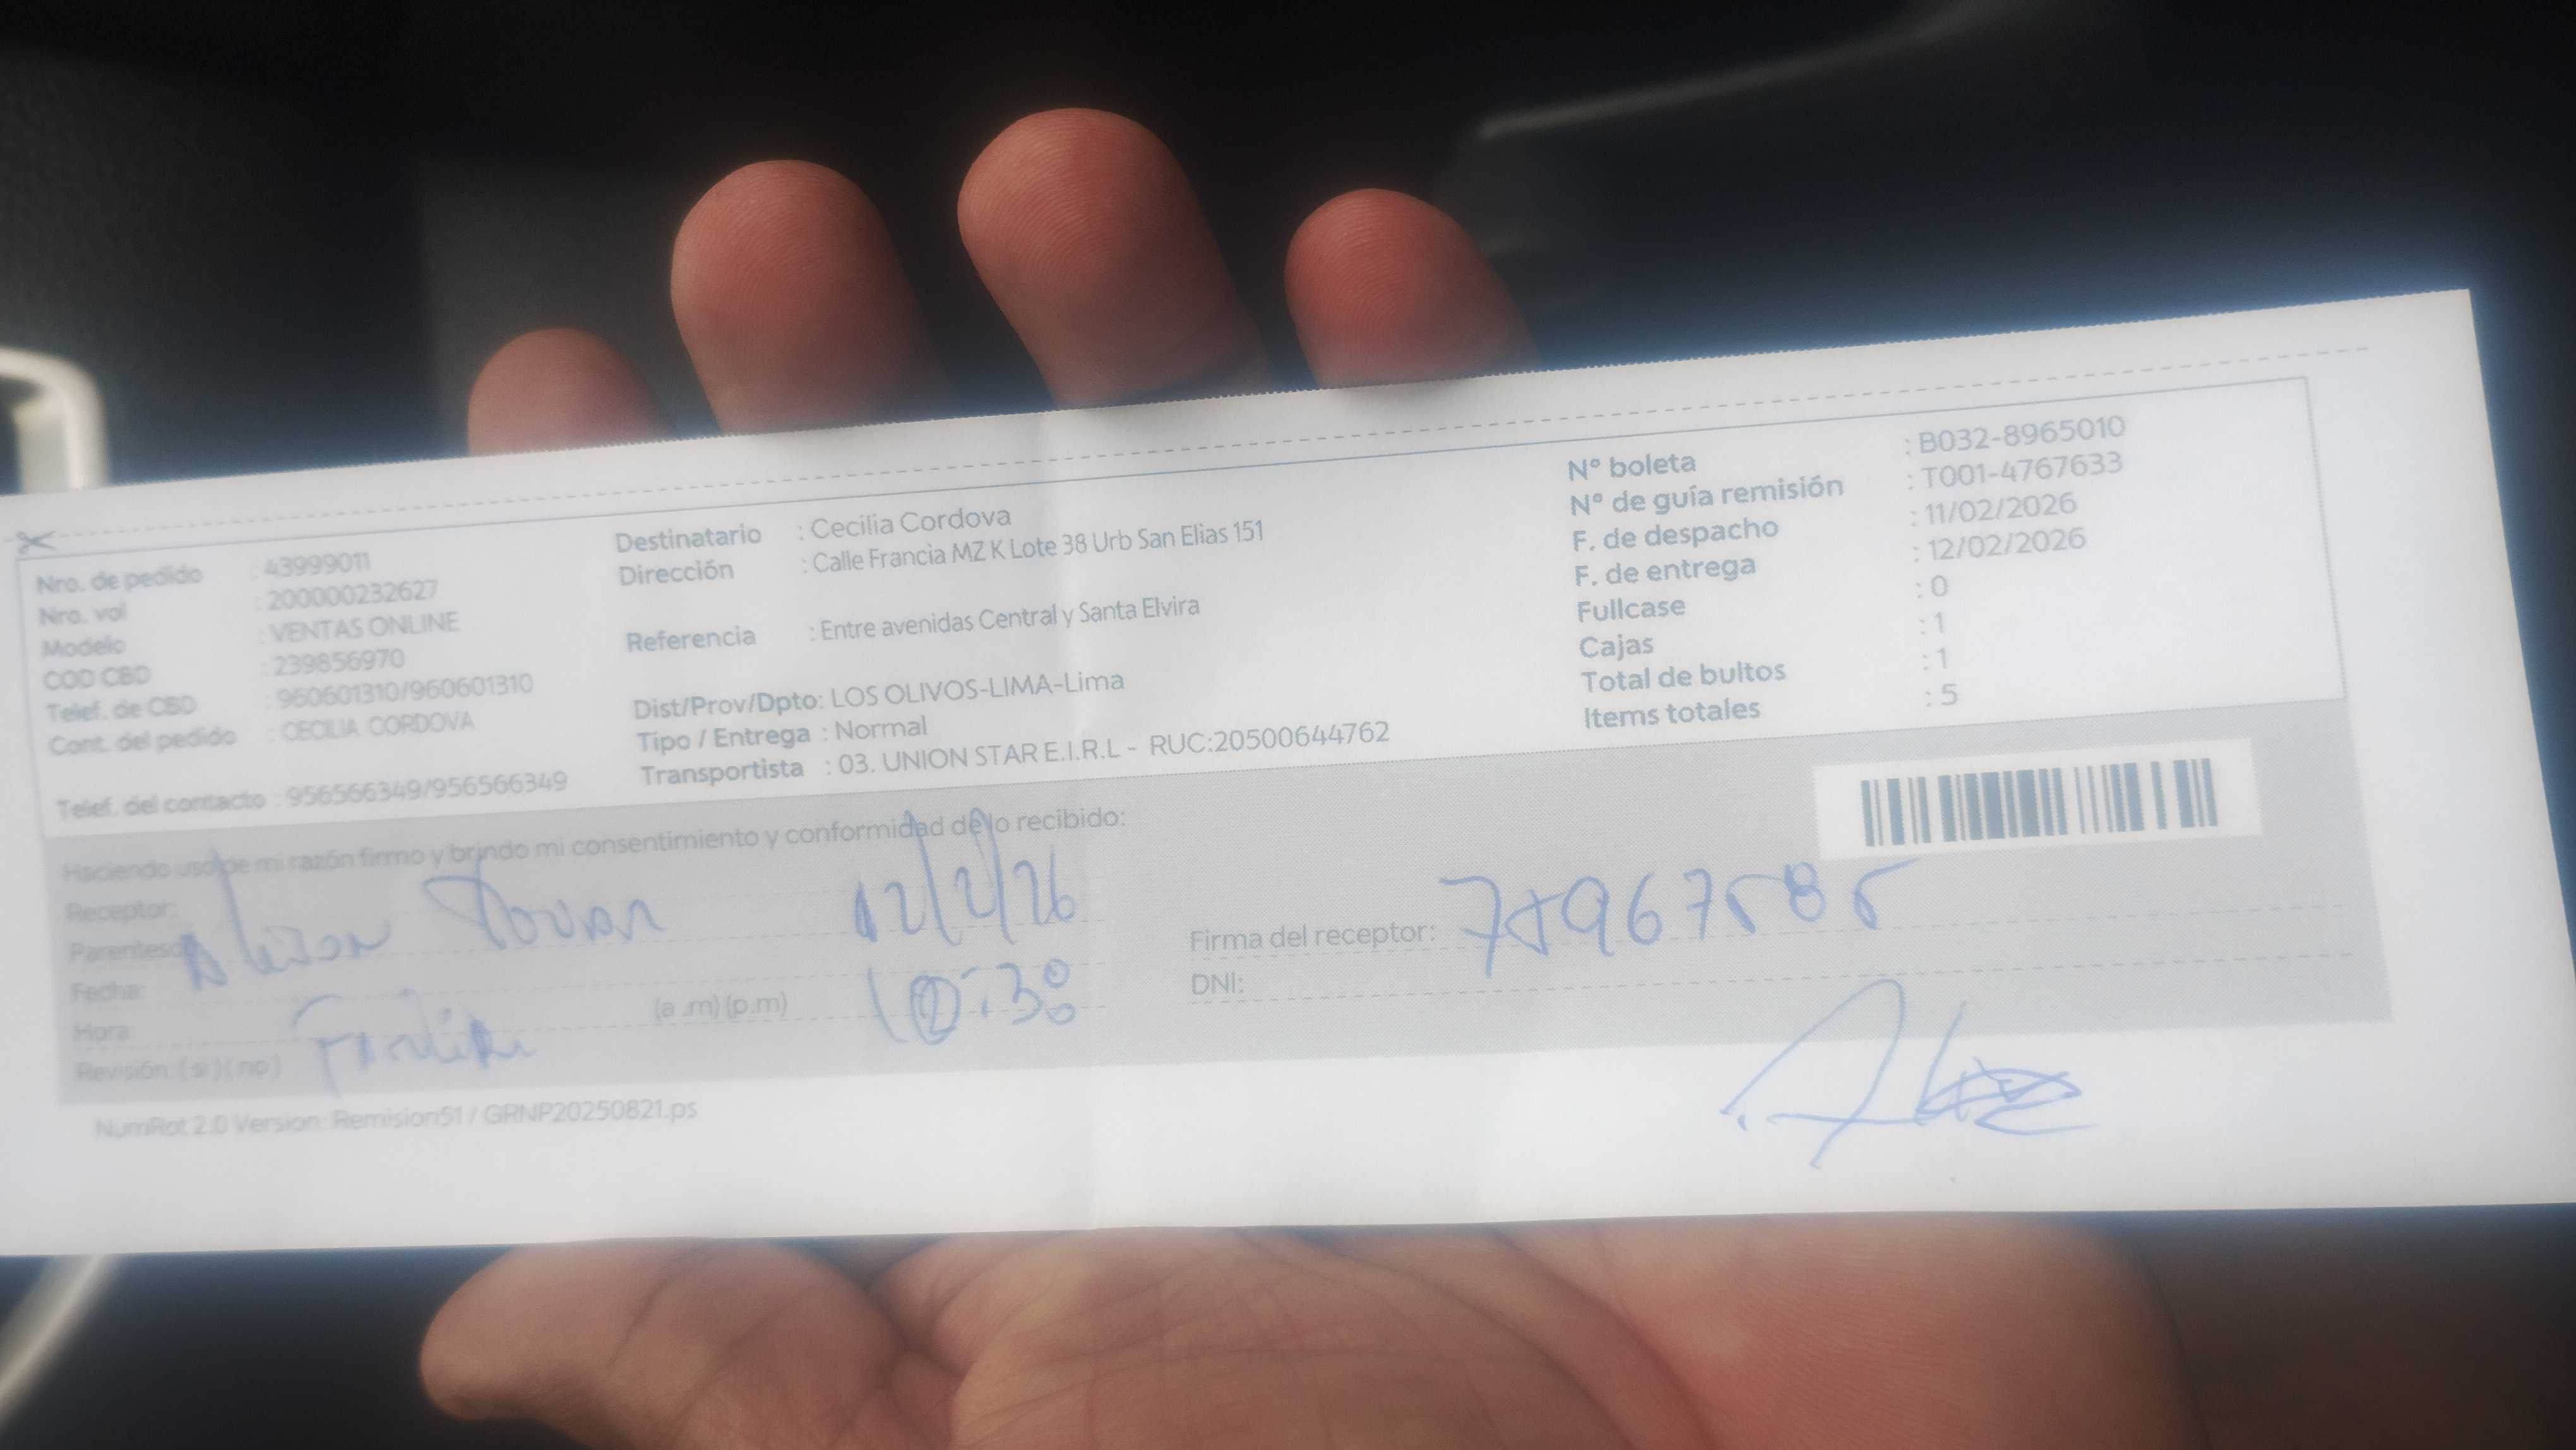 Nro. de pedido : 43999011
Nro. vol : 200000232627
Modelo : VENTAS ONLINE
COD CBD : 239856970
Telef. de CBD : 960601310/960601310
Cont. del pedido : CECILIA CORDOVA
Telef. del contacto : 956566349/956566349
Destinatario : Cecilia Cordova
Dirección : Calle Francia MZ K Lote 38 Urb San Elias 151
Referencia : Entre avenidas Central y Santa Elvira
Dist/Prov/Dpto: LOS OLIVOS-LIMA-Lima
Tipo / Entrega : Normal
Transportista : 03. UNION STAR E.I.R.L - RUC:20500644762
Nº boleta : B032-8965010
Nº de guía remisión : T001-4767633
F. de despacho : 11/02/2026
F. de entrega : 12/02/2026
Fullcase : 0
Cajas : 1
Total de bultos : 1
Items totales : 5
Haciendo uso de mi razón firmo y brindo mi consentimiento y conformidad de lo recibido:
Receptor:
Parentesco
Fecha: 12/2/26
Hora: (a .m) (p.m)
Revisión: ( si ) ( no )
Firma del receptor:
DNI:
NumRot 2.0 Version: Remision51 / GRNP20250821.ps